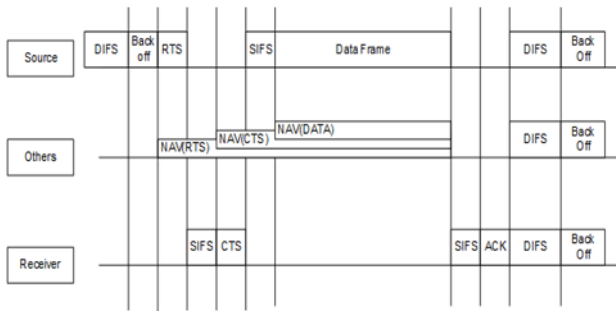 Source
DIFS
Back
off
RTS
SIFS
Data Frame
DIFS
Back
Off
Others
NAV(RTS)
NAV(CTS)
NAV(DATA)
DIFS
Back
Off
Receiver
SIFS
CTS
SIFS
ACK
DIFS
Back
Off